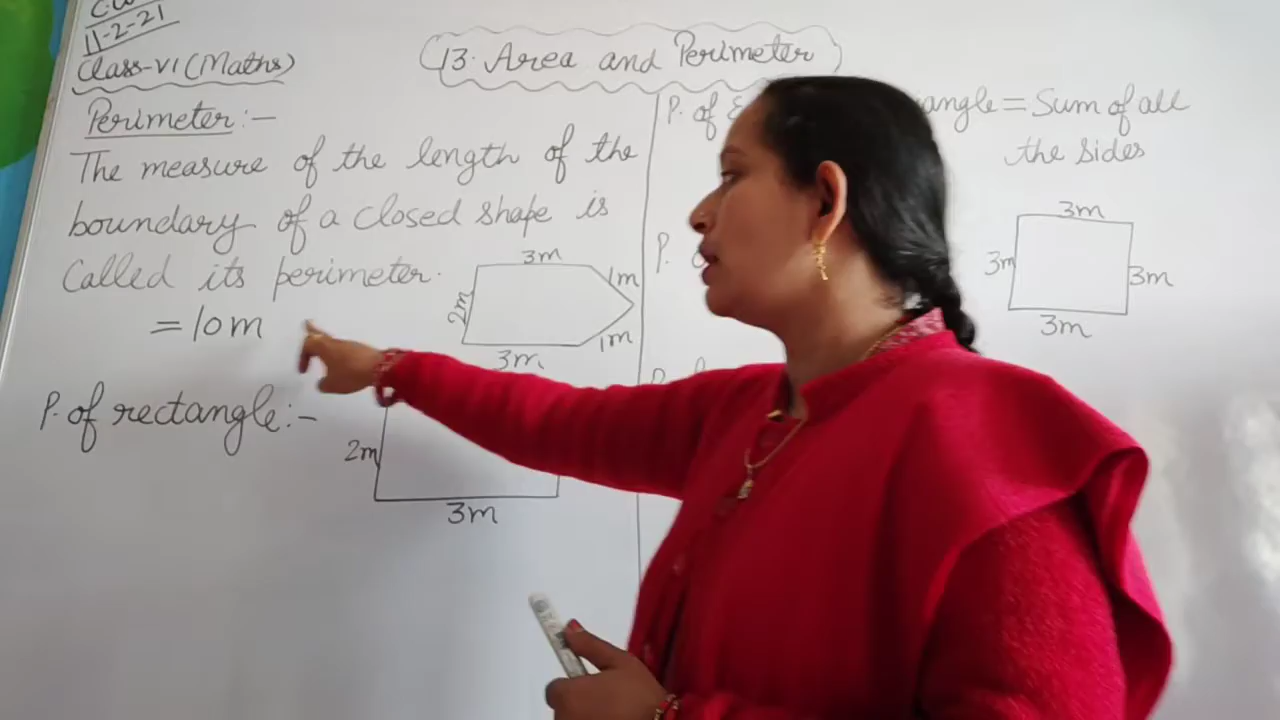 11-2-21
Class-VI (Maths)
13. Area and Perimeter
Perimeter:-
The measure of the length of the
boundary of a closed shape is
called its perimeter.
= 10m
3m
1m
2m
1m
3m
P. of rectangle:-
2m
3m
P. of
angle = Sum of all
the sides
P.
3m
3m
3m
3m